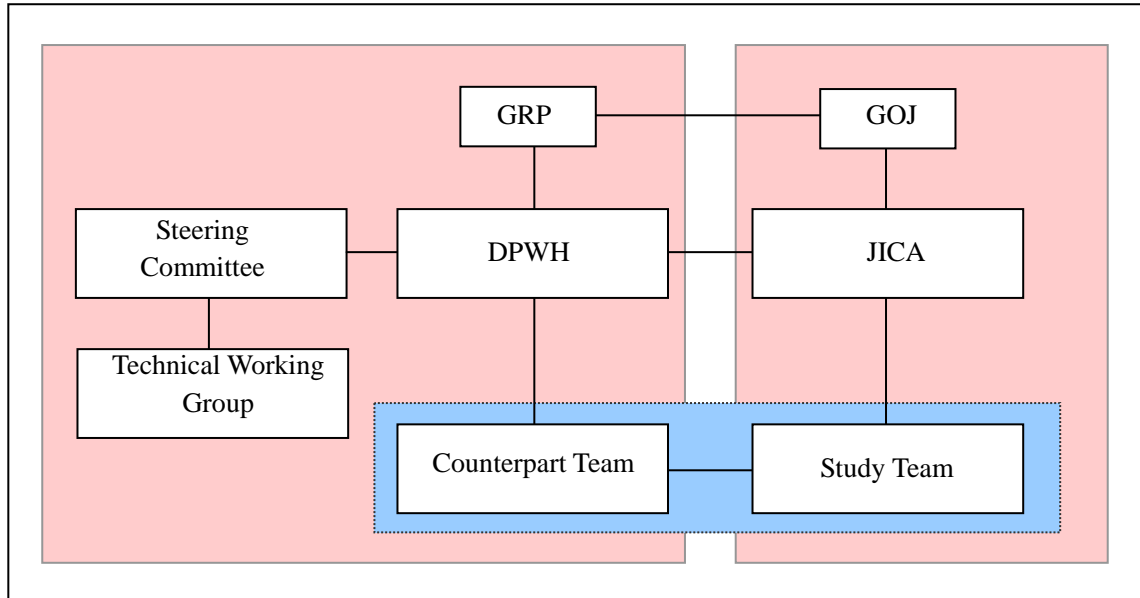 GRP
GOJ
Steering
Committee
DPWH
JICA
Technical Working
Group
Counterpart Team
Study Team